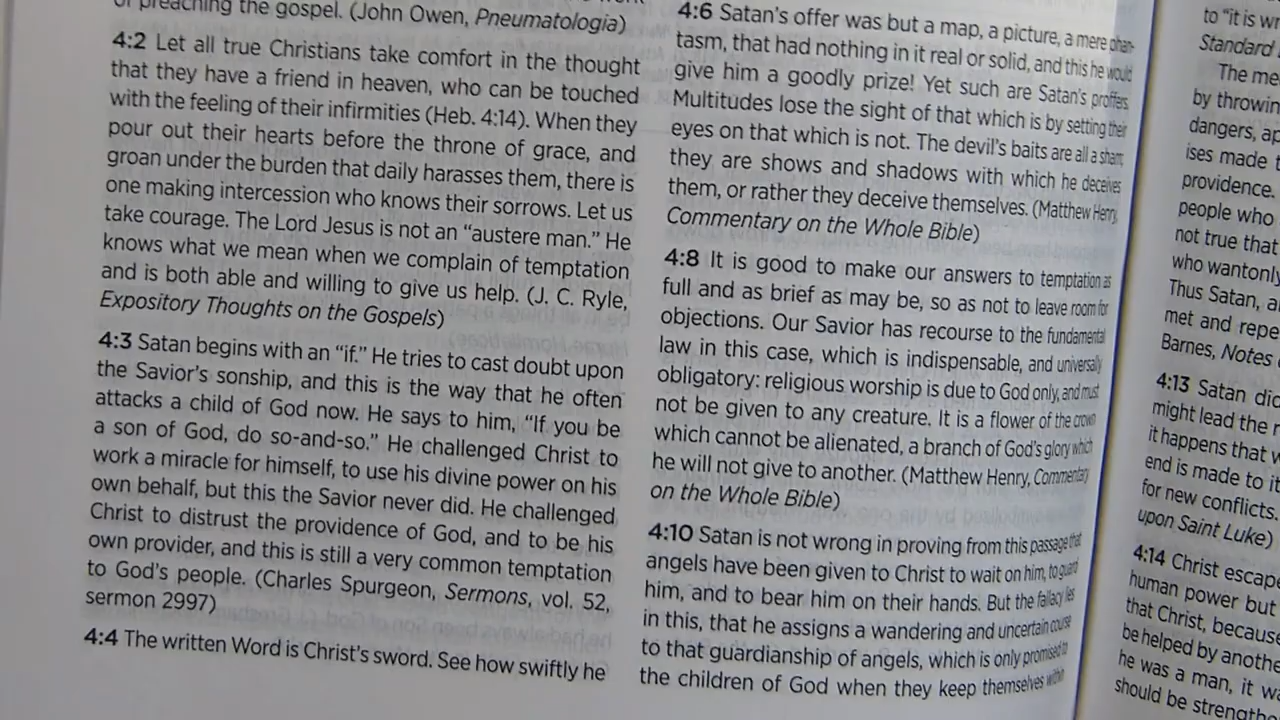 of preaching the gospel. (John Owen, Pneumatologia)
4:2 Let all true Christians take comfort in the thought
that they have a friend in heaven, who can be touched
with the feeling of their infirmities (Heb. 4:14). When they
pour out their hearts before the throne of grace, and
groan under the burden that daily harasses them, there is
one making intercession who knows their sorrows. Let us
take courage. The Lord Jesus is not an “austere man.” He
knows what we mean when we complain of temptation
and is both able and willing to give us help. (J. C. Ryle,
Expository Thoughts on the Gospels)
4:3 Satan begins with an “if.” He tries to cast doubt upon
the Savior’s sonship, and this is the way that he often
attacks a child of God now. He says to him, “If you be
a son of God, do so-and-so.” He challenged Christ to
work a miracle for himself, to use his divine power on his
own behalf, but this the Savior never did. He challenged
Christ to distrust the providence of God, and to be his
own provider, and this is still a very common temptation
to God’s people. (Charles Spurgeon, Sermons, vol. 52,
sermon 2997)
4:4 The written Word is Christ’s sword. See how swiftly he
4:6 Satan’s offer was but a map, a picture, a mere phan-
tasm, that had nothing in it real or solid, and this he would
give him a goodly prize! Yet such are Satan’s proffers.
Multitudes lose the sight of that which is by setting their
eyes on that which is not. The devil’s baits are all a sham;
they are shows and shadows with which he deceives
them, or rather they deceive themselves. (Matthew Henry,
Commentary on the Whole Bible)
4:8 It is good to make our answers to temptation as
full and as brief as may be, so as not to leave room for
objections. Our Savior has recourse to the fundamental
law in this case, which is indispensable, and universally
obligatory: religious worship is due to God only, and must
not be given to any creature. It is a flower of the crown
which cannot be alienated, a branch of God’s glory which
he will not give to another. (Matthew Henry, Commentary
on the Whole Bible)
4:10 Satan is not wrong in proving from this passage that
angels have been given to Christ to wait on him, to guard
him, and to bear him on their hands. But the fallacy lies
in this, that he assigns a wandering and uncertain course
to that guardianship of angels, which is only promised to
the children of God when they keep themselves within
to “it is
Standard
The
by throwin
dangers,
ises made
providence.
people who
not true that
who wantonly
Thus Satan,
met and
Barnes, Notes
4:13 Satan
might lead the
it happens that
end is made to it
for new conflicts.
upon Saint Luke)
4:14 Christ
human power but
that Christ,
be helped by
he was a man, it
should be